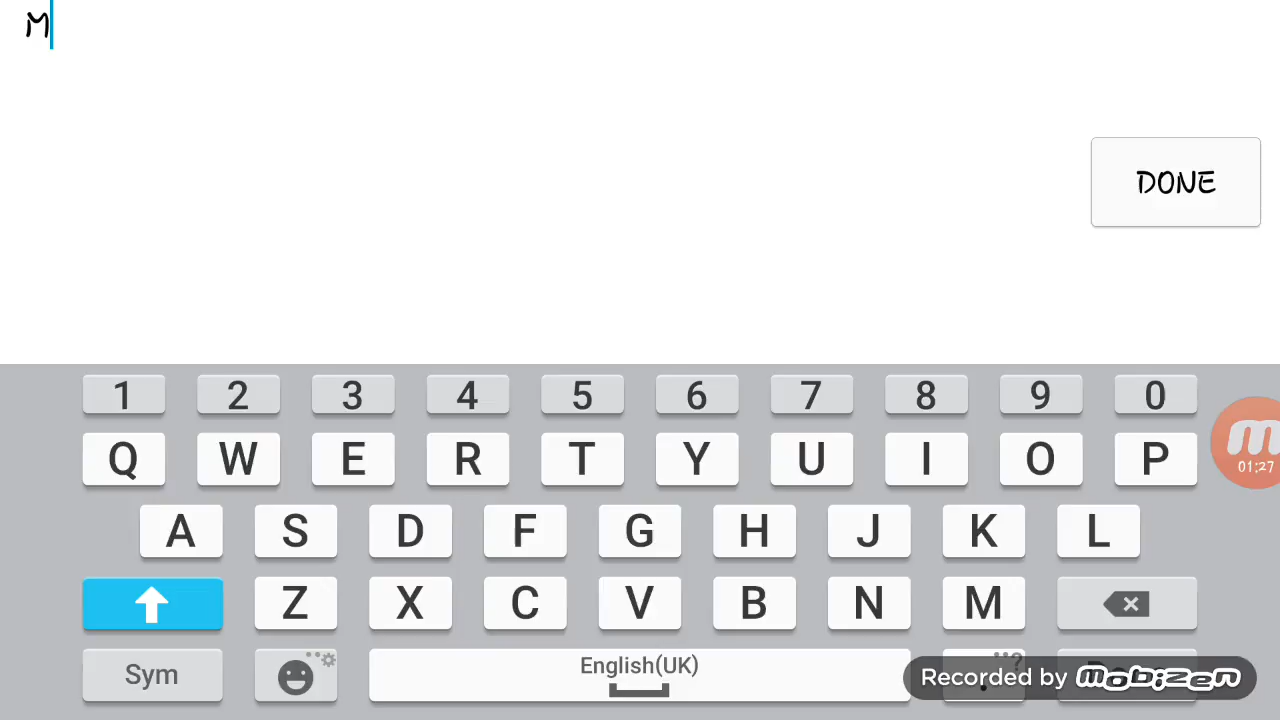 M
DONE
1 2 3 4 5 6 7 8 9 0
Q W E R T Y U I O P
01:27
A S D F G H J K L
Z X C V B N M
Sym
English(UK)
Recorded by mobizen